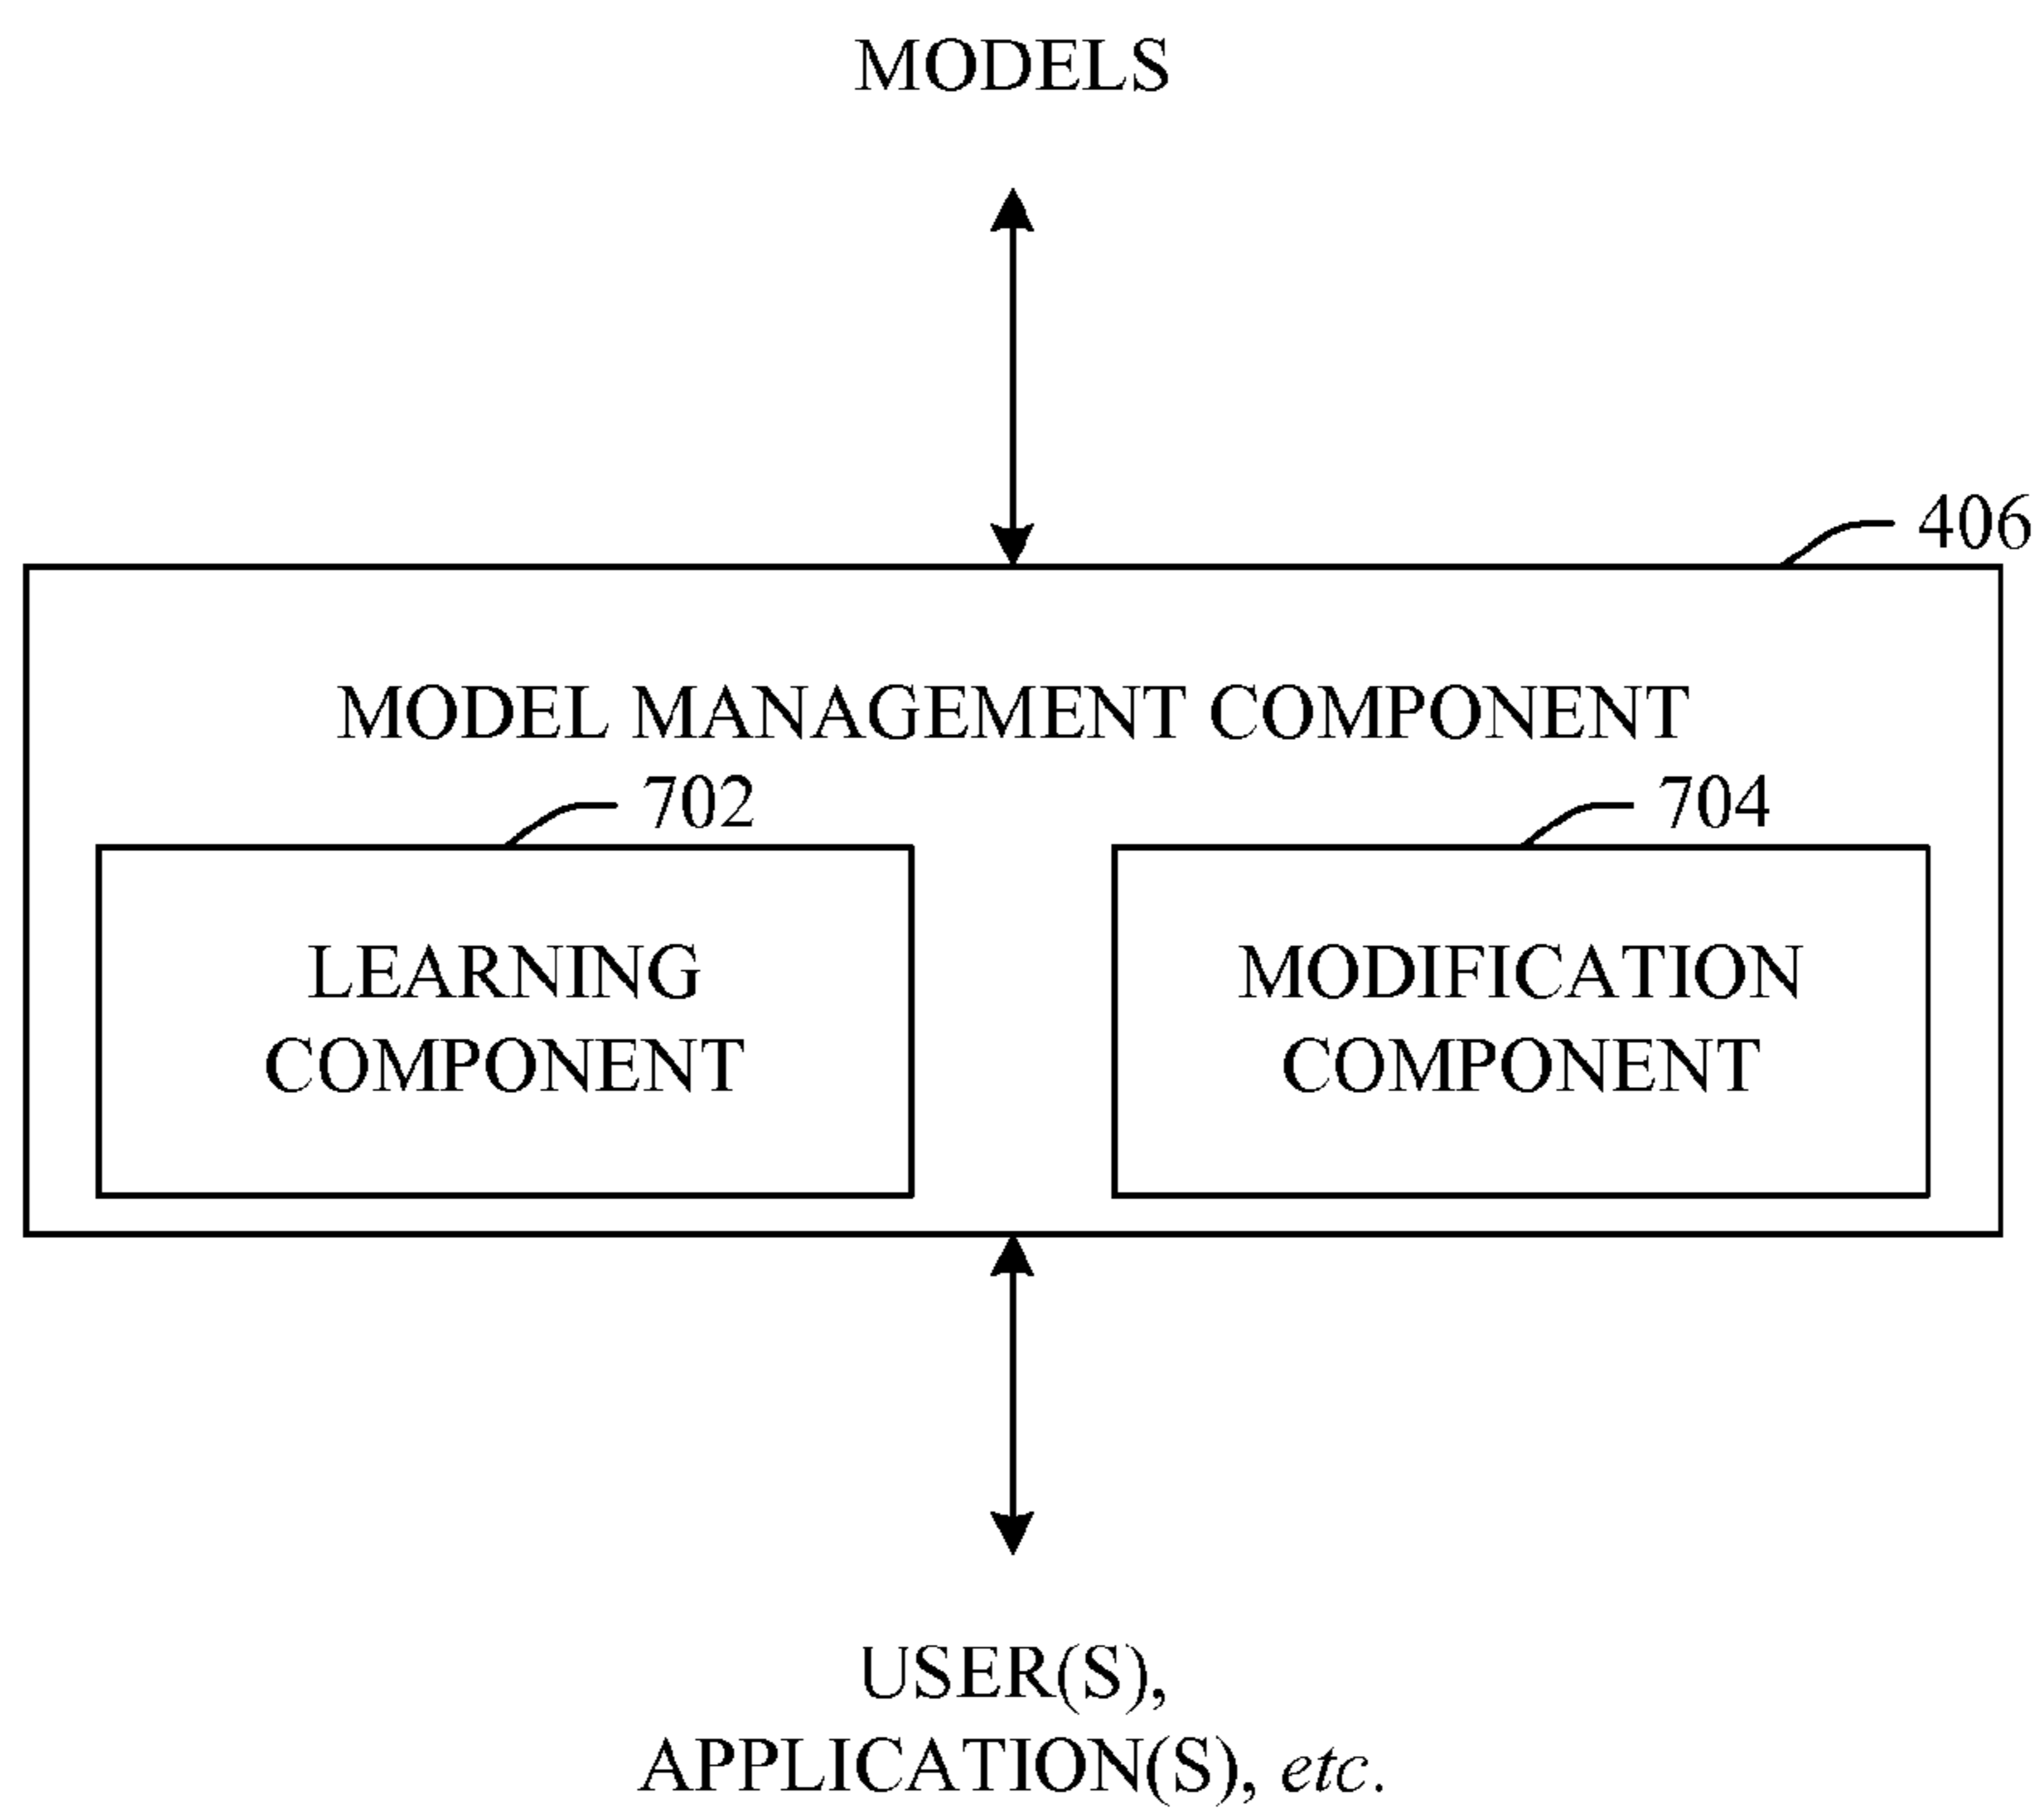 MODELS
406
MODEL MANAGEMENT COMPONENT
702
704
LEARNING
COMPONENT
MODIFICATION
COMPONENT
USER(S),
APPLICATION(S), etc.